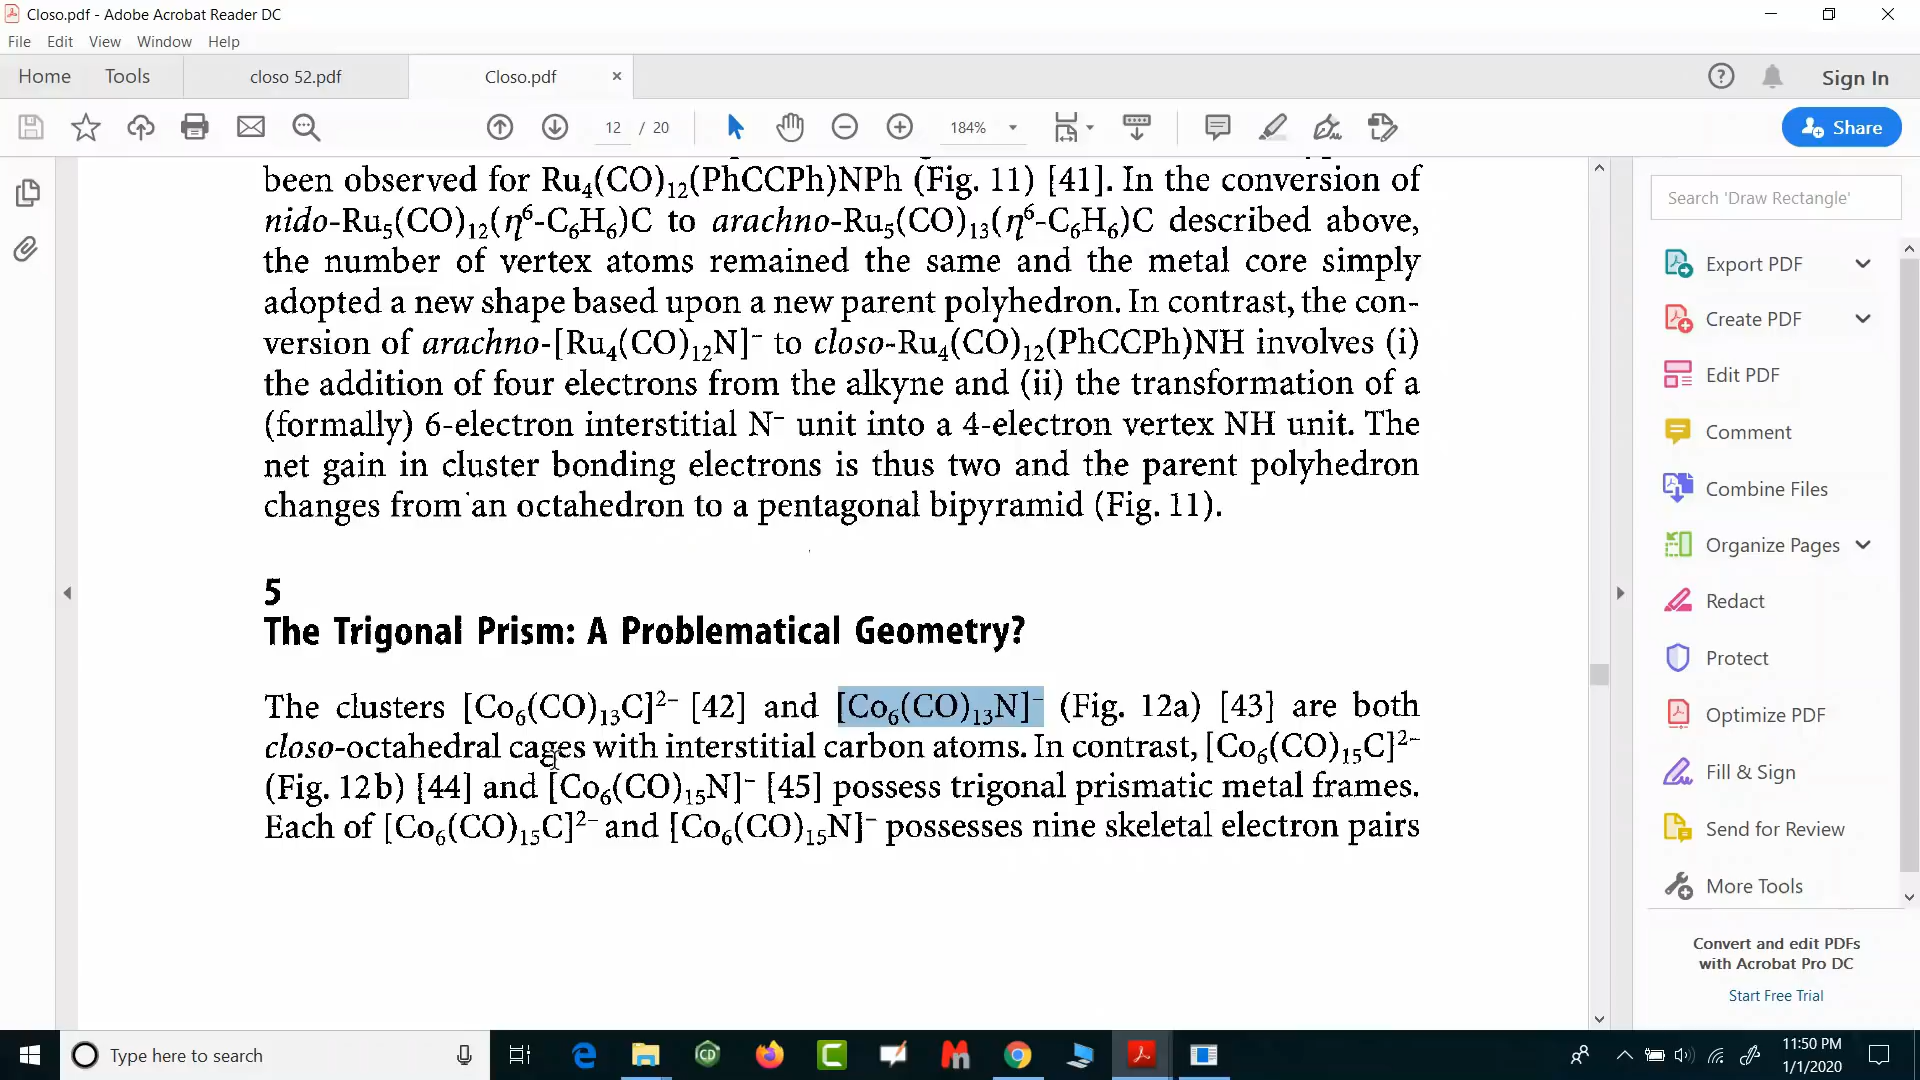 Closo.pdf - Adobe Acrobat Reader DC
File Edit View Window Help
Home Tools closo 52.pdf Closo.pdf × Sign In
12 / 20 184% Share
been observed for Ru₄(CO)₁₂(PhCCPh)NPh (Fig. 11) [41]. In the conversion of
nido-Ru₅(CO)₁₂(η⁶-C₆H₆)C to arachno-Ru₅(CO)₁₃(η⁶-C₆H₆)C described above,
the number of vertex atoms remained the same and the metal core simply
adopted a new shape based upon a new parent polyhedron. In contrast, the con-
version of arachno-[Ru₄(CO)₁₂N]⁻ to closo-Ru₄(CO)₁₂(PhCCPh)NH involves (i)
the addition of four electrons from the alkyne and (ii) the transformation of a
(formally) 6-electron interstitial N⁻ unit into a 4-electron vertex NH unit. The
net gain in cluster bonding electrons is thus two and the parent polyhedron
changes from an octahedron to a pentagonal bipyramid (Fig. 11).
5
The Trigonal Prism: A Problematical Geometry?
The clusters [Co₆(CO)₁₃C]²⁻ [42] and [Co₆(CO)₁₃N]⁻ (Fig. 12a) [43] are both
closo-octahedral cages with interstitial carbon atoms. In contrast, [Co₆(CO)₁₅C]²⁻
(Fig. 12b) [44] and [Co₆(CO)₁₅N]⁻ [45] possess trigonal prismatic metal frames.
Each of [Co₆(CO)₁₅C]²⁻ and [Co₆(CO)₁₅N]⁻ possesses nine skeletal electron pairs
Search 'Draw Rectangle'
Export PDF
Create PDF
Edit PDF
Comment
Combine Files
Organize Pages
Redact
Protect
Optimize PDF
Fill & Sign
Send for Review
More Tools
Convert and edit PDFs
with Acrobat Pro DC
Start Free Trial
Type here to search
11:50 PM
1/1/2020